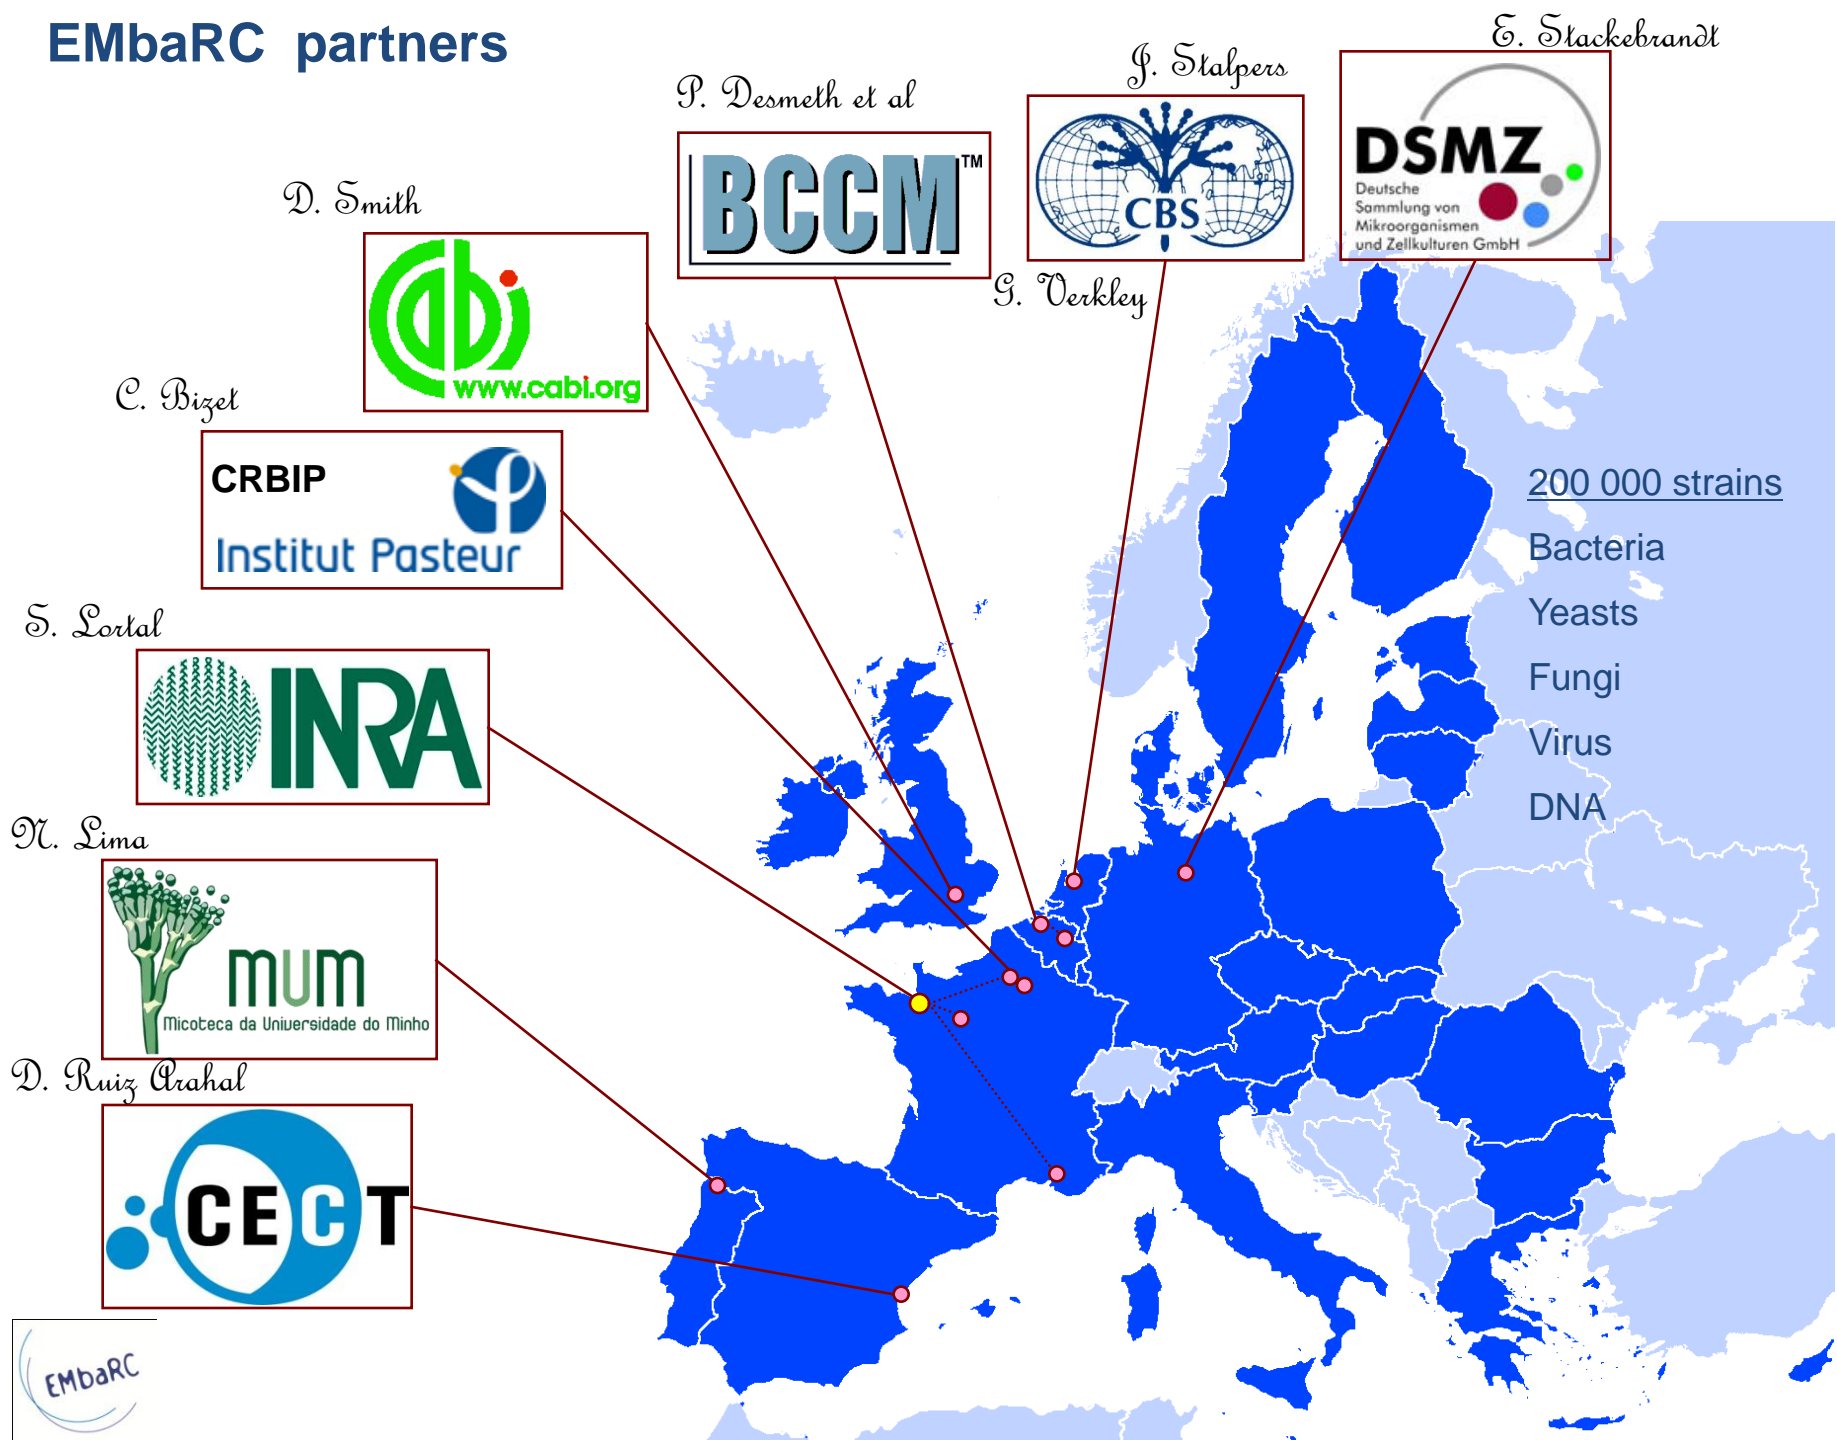 EMbaRC partners
E. Stackebrandt
J. Stalpers
P. Desmeth et al
DSMZ
Deutsche
Sammlung von
Mikroorganismen
und Zellkulturen GmbH
BCCM™
CBS
D. Smith
G. Verkley
cabi
www.cabi.org
C. Bizet
CRBIP
Institut Pasteur
200 000 strains
Bacteria
Yeasts
Fungi
Virus
DNA
S. Lortal
INRA
N. Lima
mum
Micoteca da Universidade do Minho
D. Ruiz Arahal
CECT
EMbaRC